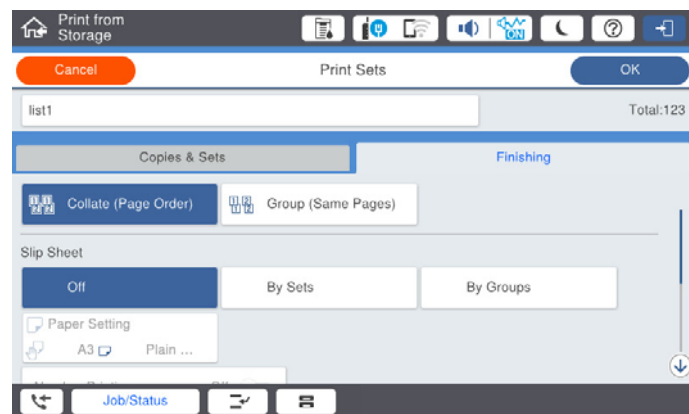 Print from
Storage
ON
Cancel
Print Sets
OK
list1
Total:123
Copies & Sets
Finishing
Collate (Page Order)
Group (Same Pages)
Slip Sheet
Off
By Sets
By Groups
Paper Setting
A3
Plain ...
Job/Status